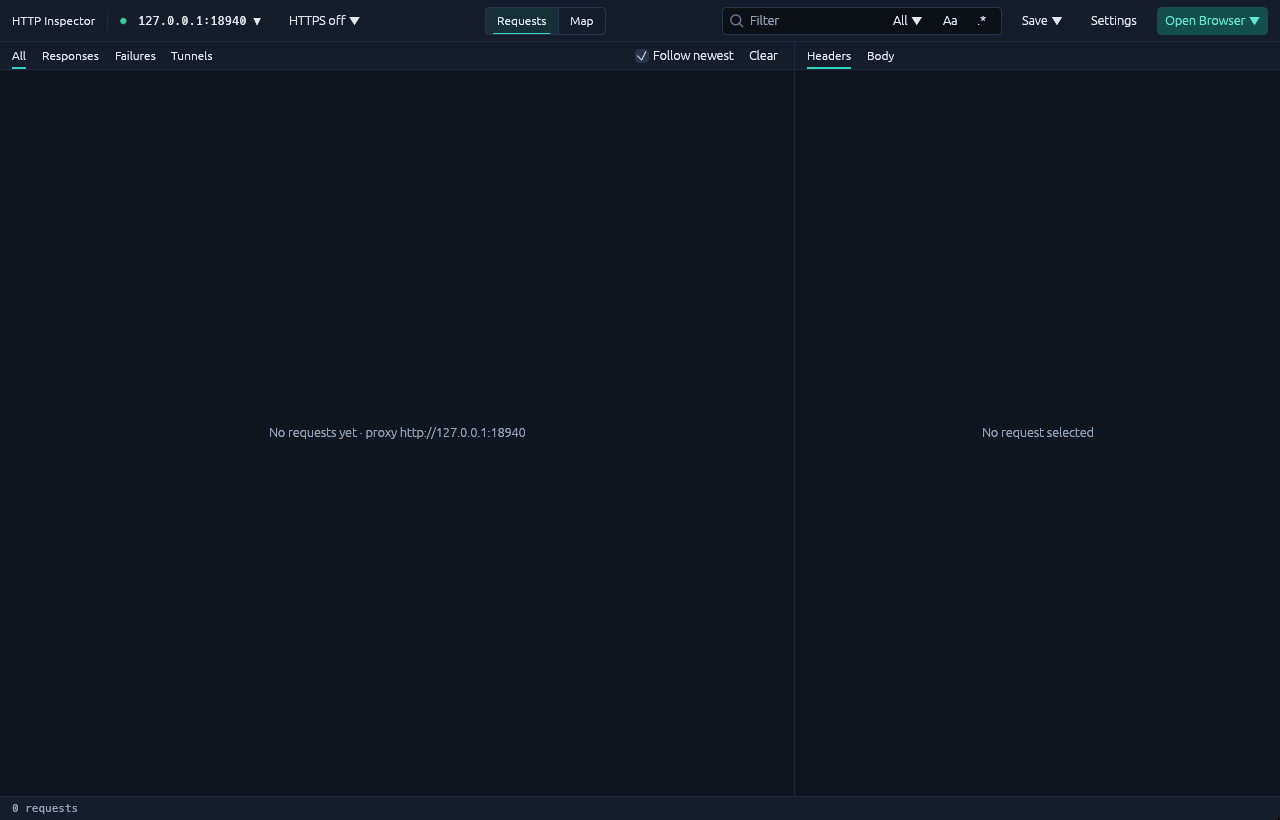 HTTP Inspector 127.0.0.1:18940 ▼ HTTPS off ▼ Requests Map Filter All ▼ Aa .* Save ▼ Settings Open Browser ▼
All Responses Failures Tunnels Follow newest Clear Headers Body
No requests yet · proxy http://127.0.0.1:18940 No request selected
0 requests